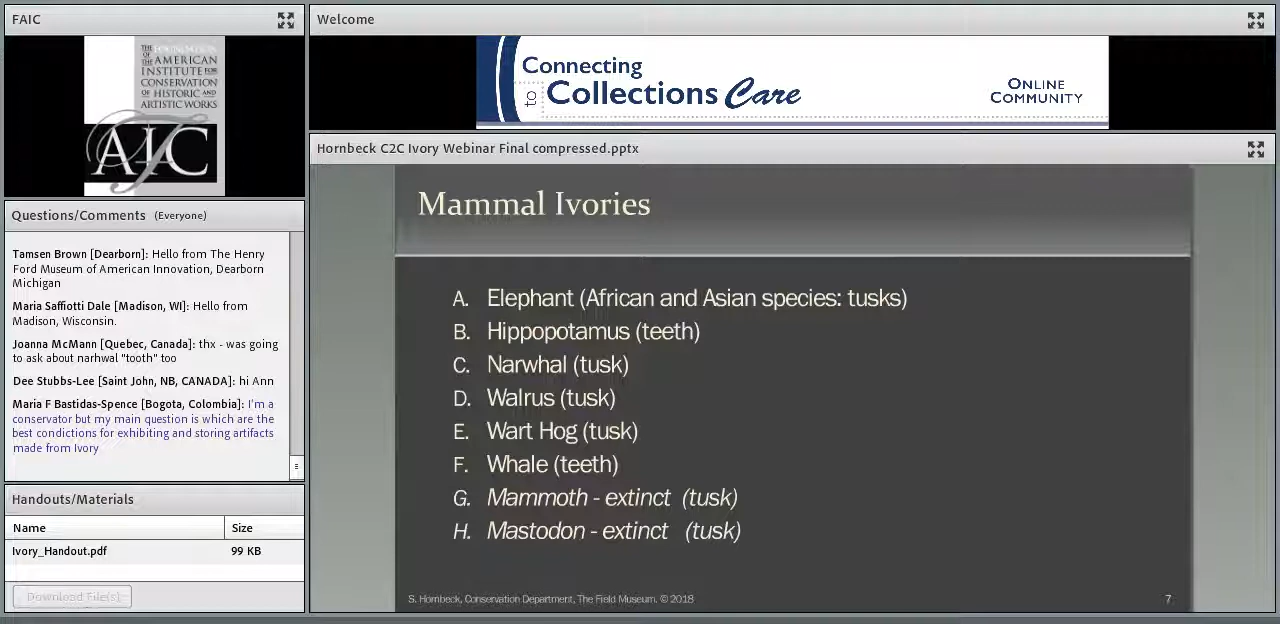 FAIC
THE FOUNDATION
OF THE AMERICAN
INSTITUTE FOR
CONSERVATION
OF HISTORIC AND
ARTISTIC WORKS
FAIC
Questions/Comments (Everyone)
Tamsen Brown [Dearborn]: Hello from The Henry
Ford Museum of American Innovation, Dearborn
Michigan
Maria Saffiotti Dale [Madison, WI]: Hello from
Madison, Wisconsin.
Joanna McMann [Quebec, Canada]: thx - was going
to ask about narhwal "tooth" too
Dee Stubbs-Lee [Saint John, NB, CANADA]: hi Ann
Maria F Bastidas-Spence [Bogota, Colombia]: I'm a
conservator but my main question is which are the
best condictions for exhibiting and storing artifacts
made from Ivory
Handouts/Materials
Name Size
Ivory_Handout.pdf 99 KB
Download File(s)
Welcome
Connecting
to Collections Care
ONLINE
COMMUNITY
Hornbeck C2C Ivory Webinar Final compressed.pptx
Mammal Ivories
A. Elephant (African and Asian species: tusks)
B. Hippopotamus (teeth)
C. Narwhal (tusk)
D. Walrus (tusk)
E. Wart Hog (tusk)
F. Whale (teeth)
G. Mammoth - extinct (tusk)
H. Mastodon - extinct (tusk)
S. Hornbeck, Conservation Department, The Field Museum. © 2018
7